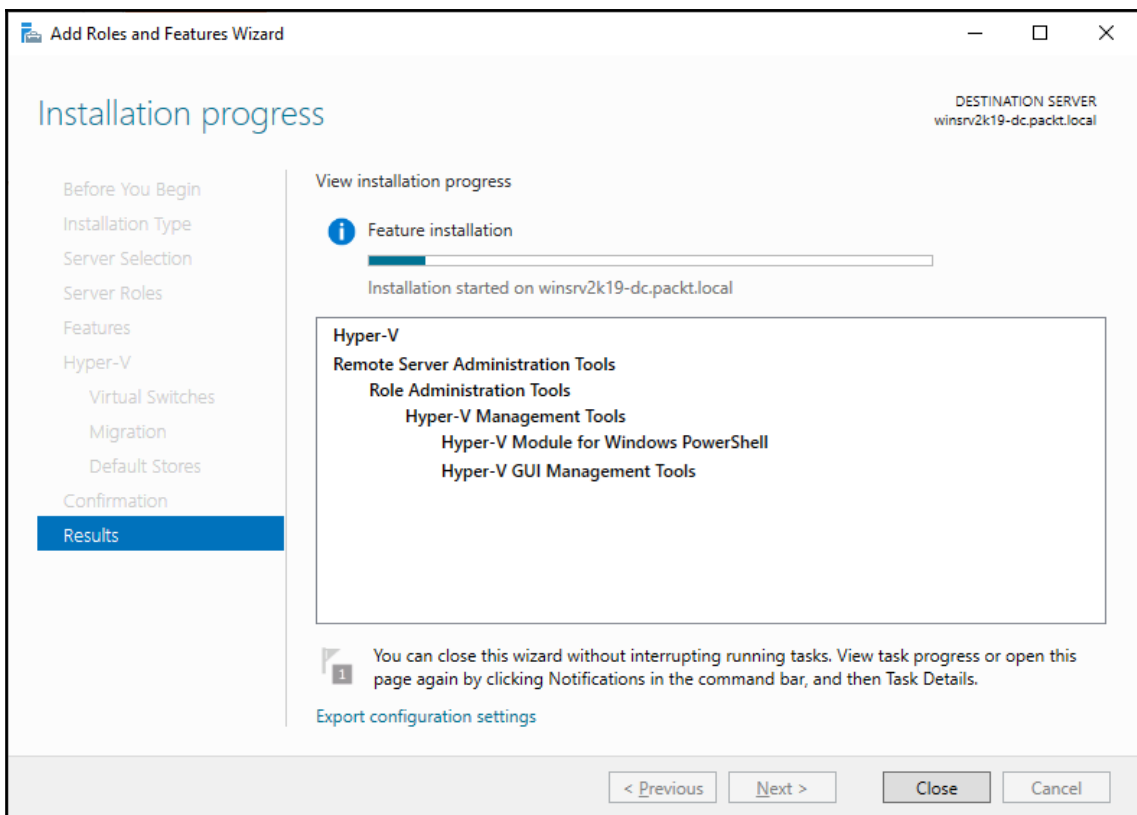 Add Roles and Features Wizard
Installation progress
DESTINATION SERVER
winsrv2k19-dc.packt.local
Before You Begin
Installation Type
Server Selection
Server Roles
Features
Hyper-V
Virtual Switches
Migration
Default Stores
Confirmation
Results
View installation progress
Feature installation
Installation started on winsrv2k19-dc.packt.local
Hyper-V
Remote Server Administration Tools
Role Administration Tools
Hyper-V Management Tools
Hyper-V Module for Windows PowerShell
Hyper-V GUI Management Tools
1
You can close this wizard without interrupting running tasks. View task progress or open this
page again by clicking Notifications in the command bar, and then Task Details.
Export configuration settings
< Previous
Next >
Close
Cancel